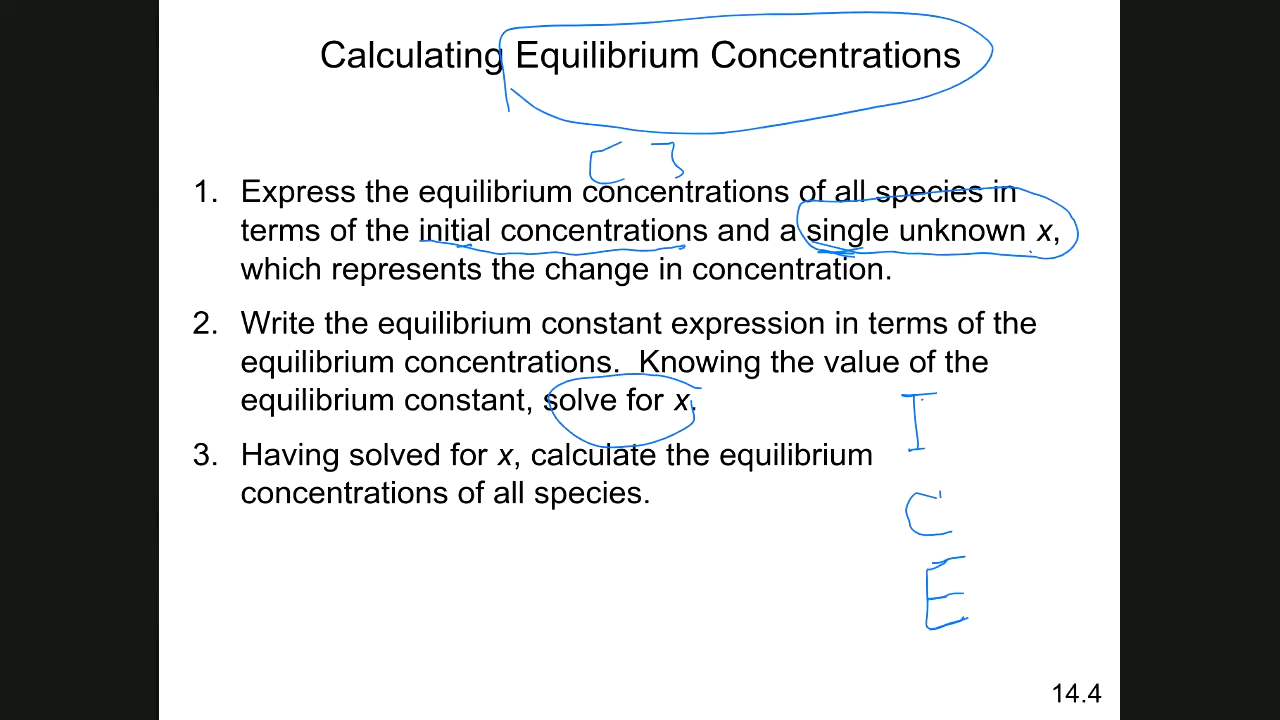 Calculating Equilibrium Concentrations
[ ]
1. Express the equilibrium concentrations of all species in
terms of the initial concentrations and a single unknown x,
which represents the change in concentration.
2. Write the equilibrium constant expression in terms of the
equilibrium concentrations. Knowing the value of the
equilibrium constant, solve for x.
3. Having solved for x, calculate the equilibrium
concentrations of all species.
I
C
E
14.4